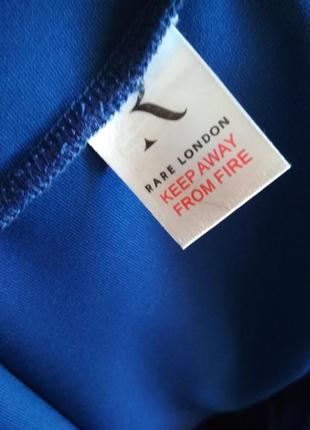 R
RARE LONDON
KEEP AWAY
FROM FIRE